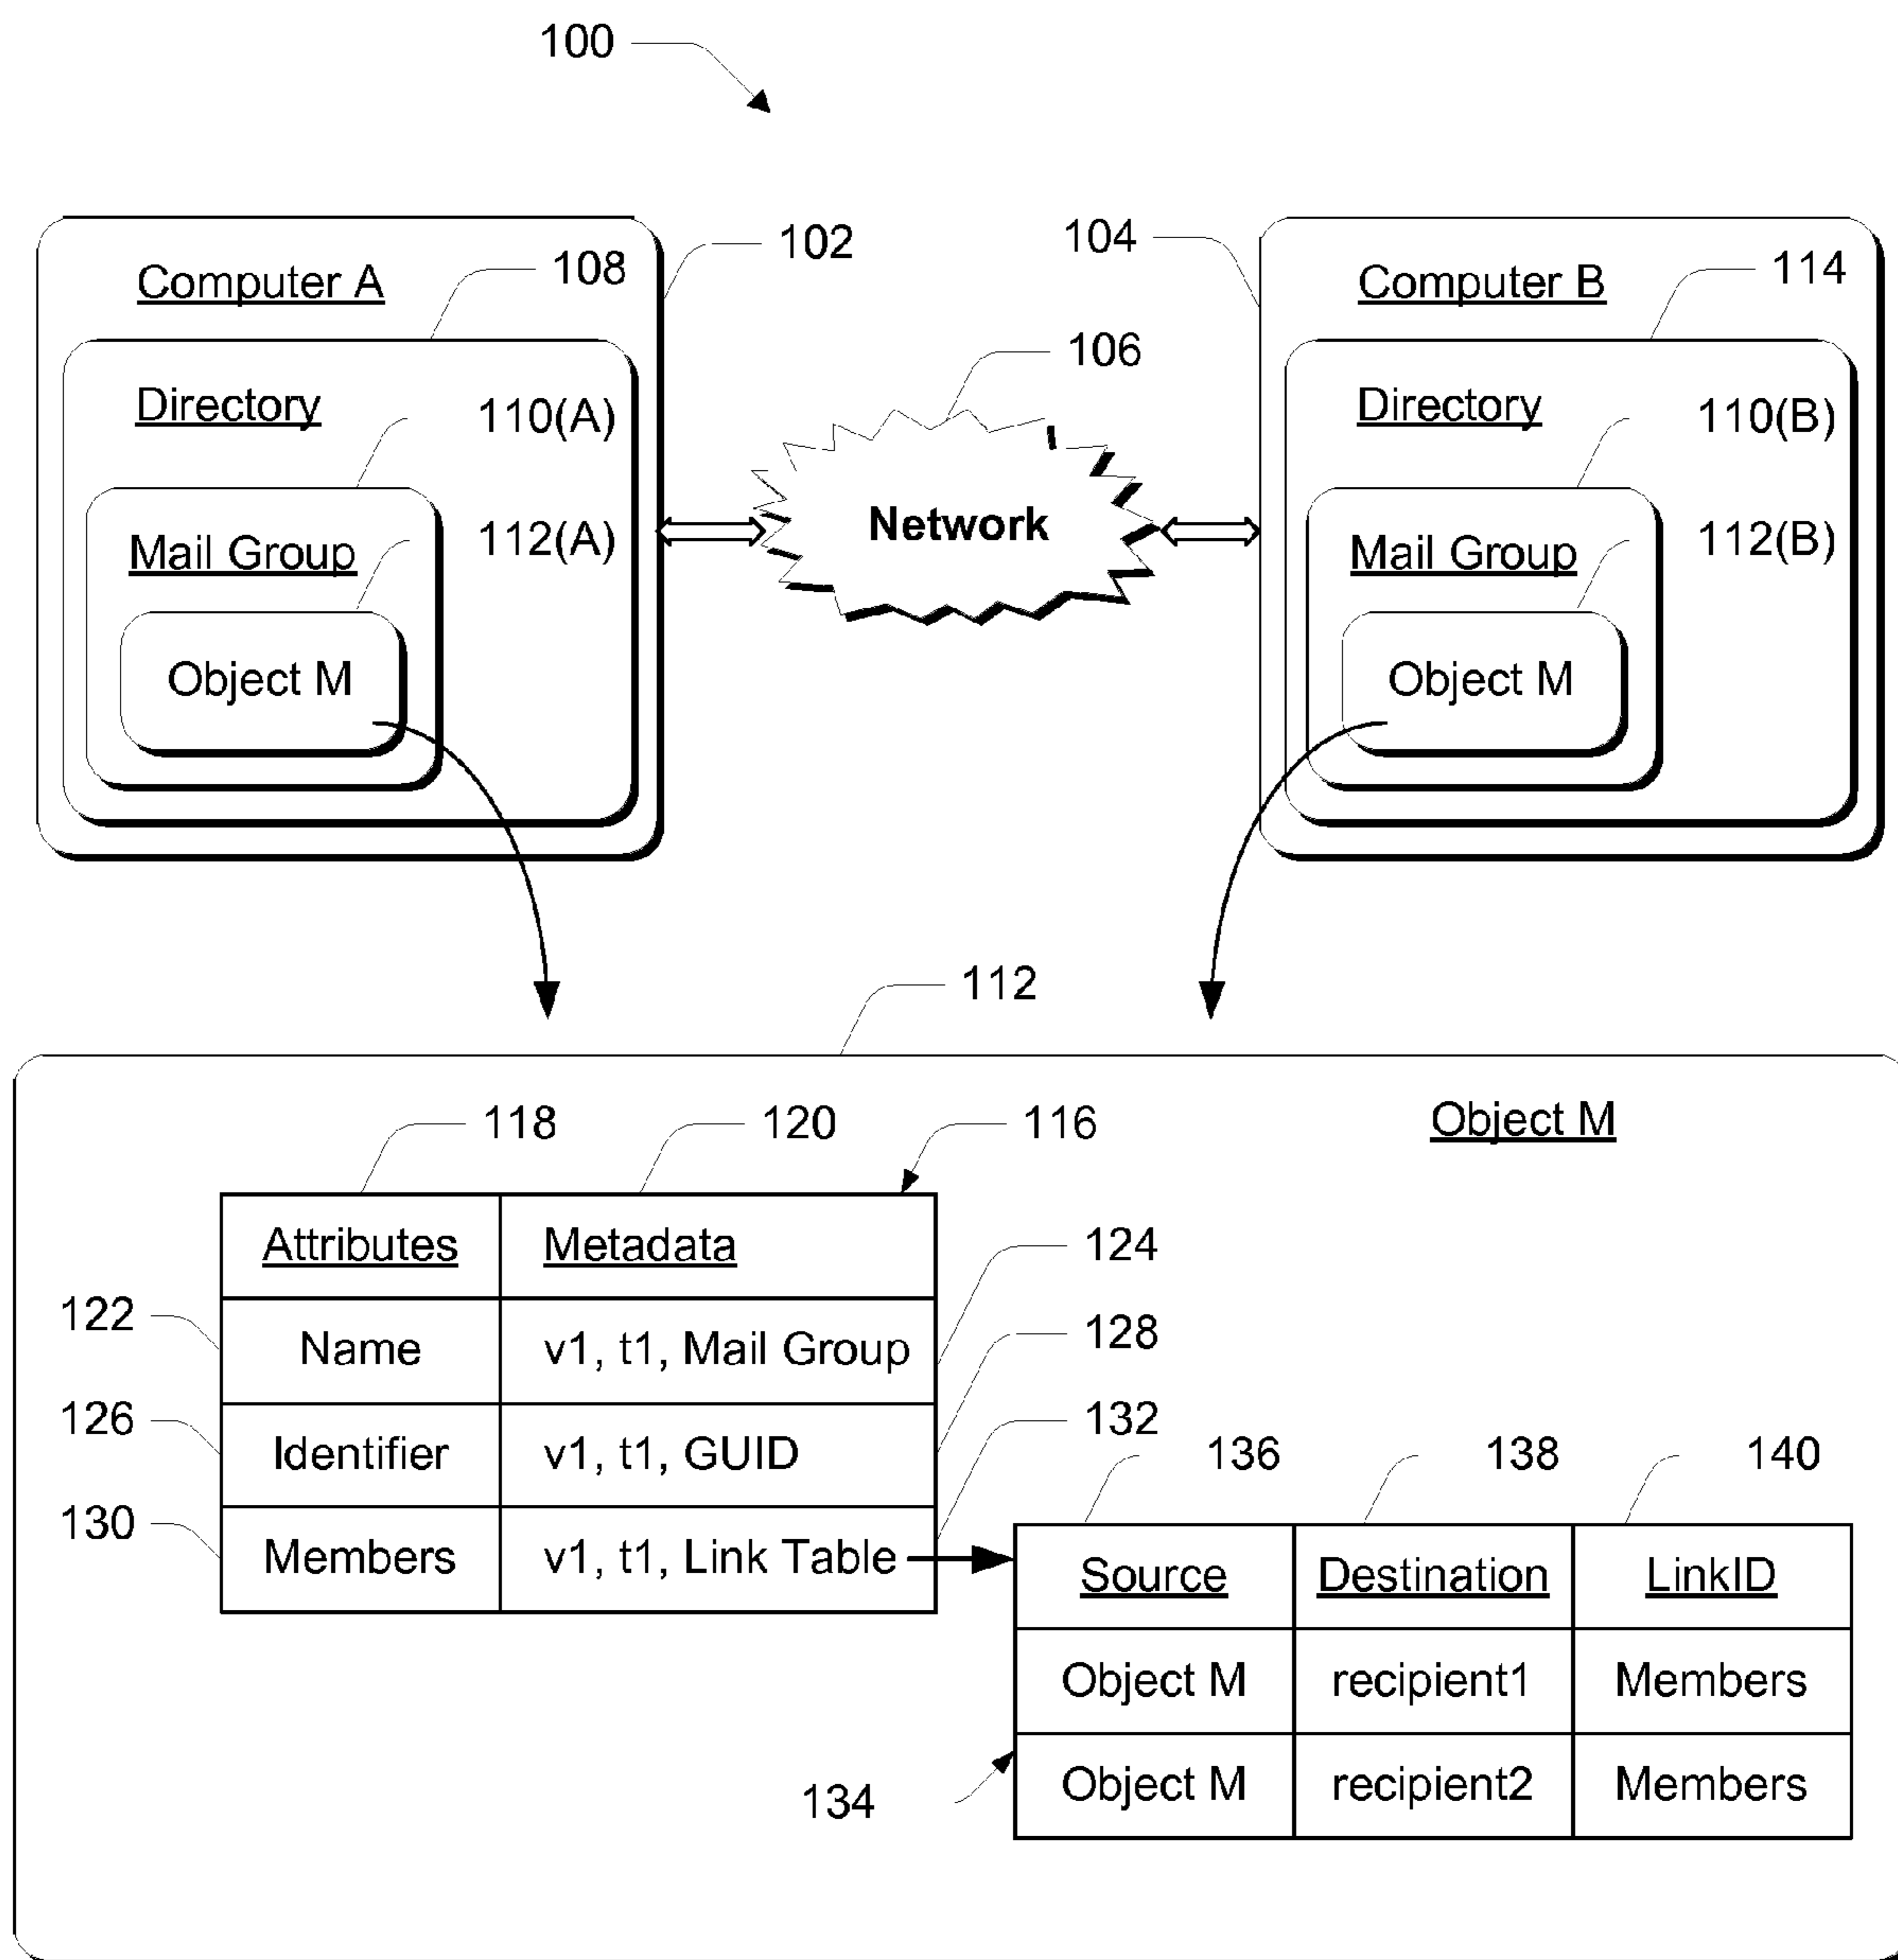 100
102
104
Computer A
108
Computer B
114
106
Directory
110(A)
Directory
110(B)
Network
Mail Group
112(A)
Mail Group
112(B)
Object M
Object M
112
118
120
116
Object M
Attributes
Metadata
124
122
Name
v1, t1, Mail Group
128
126
Identifier
v1, t1, GUID
132
136
138
140
130
Members
v1, t1, Link Table
Source
Destination
LinkID
Object M
recipient1
Members
134
Object M
recipient2
Members